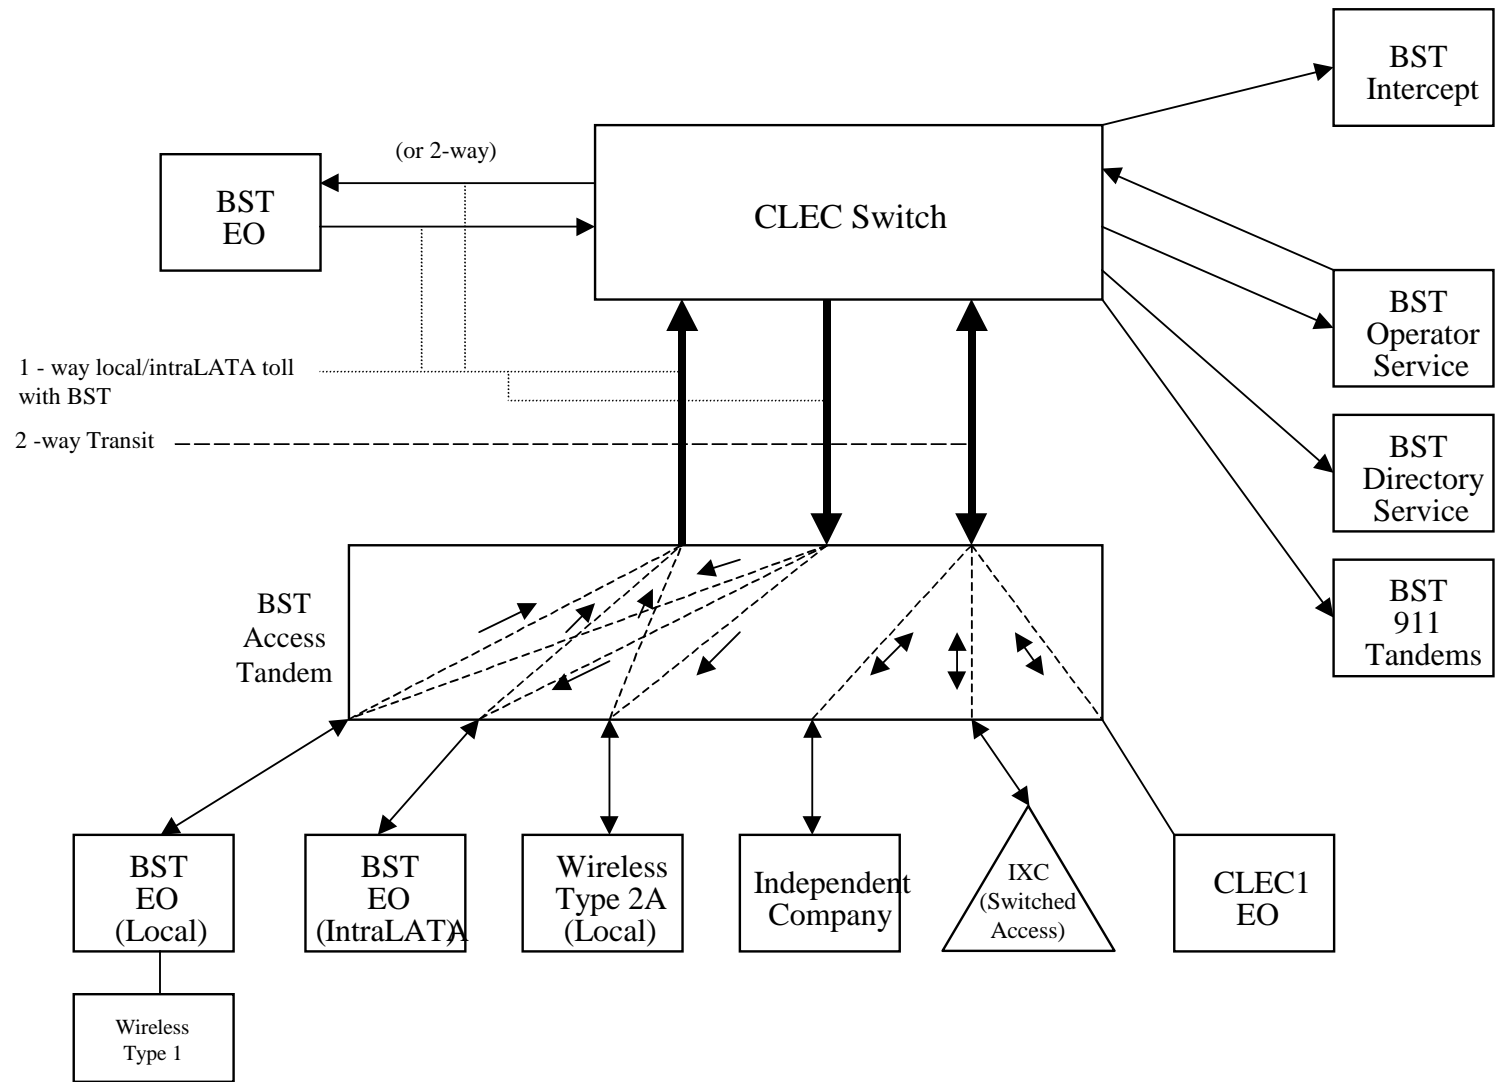 BST
Intercept
(or 2-way)
BST
EO
CLEC Switch
BST
Operator
Service
1 - way local/intraLATA toll
with BST
2 -way Transit
BST
Directory
Service
BST
Access
Tandem
BST
911
Tandems
BST
EO
(Local)
BST
EO
(IntraLATA)
Wireless
Type 2A
(Local)
Independent
Company
IXC
(Switched
Access)
CLEC1
EO
Wireless
Type 1